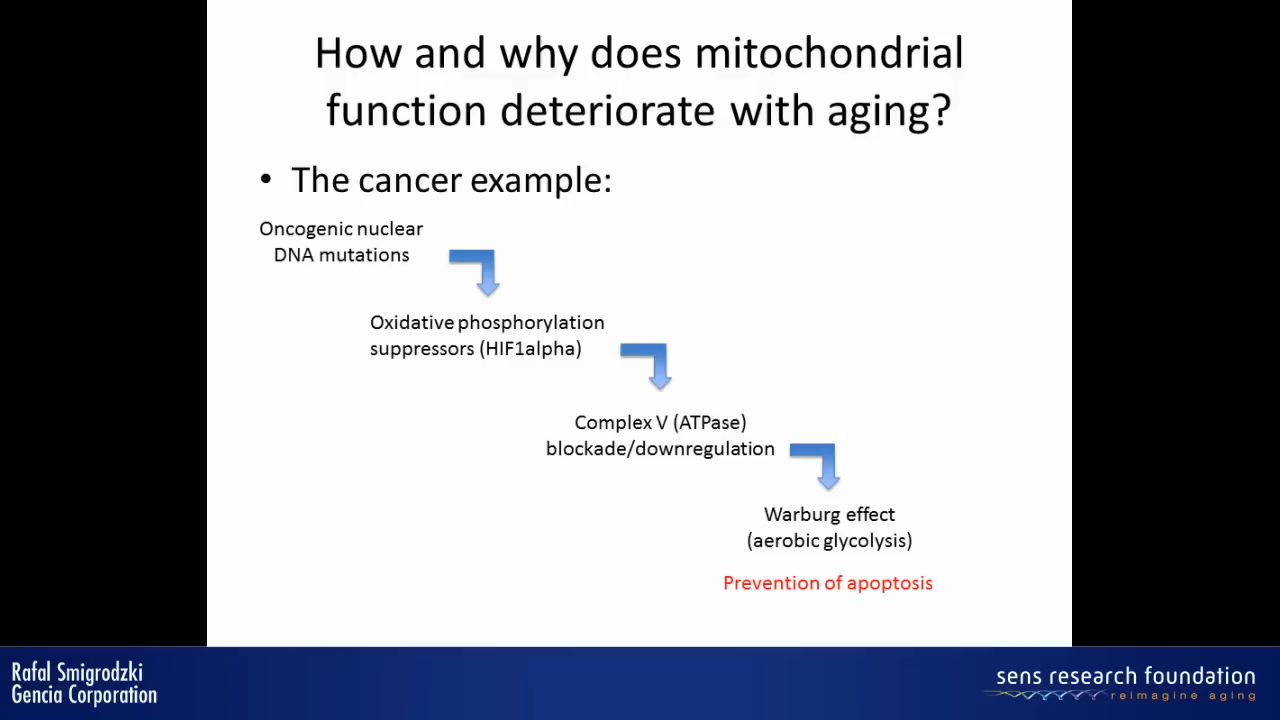 How and why does mitochondrial
function deteriorate with aging?
• The cancer example:
Oncogenic nuclear
DNA mutations
Oxidative phosphorylation
suppressors (HIF1alpha)
Complex V (ATPase)
blockade/downregulation
Warburg effect
(aerobic glycolysis)
Prevention of apoptosis
Rafal Smigrodzki
Gencia Corporation
sens research foundation
reimagine aging